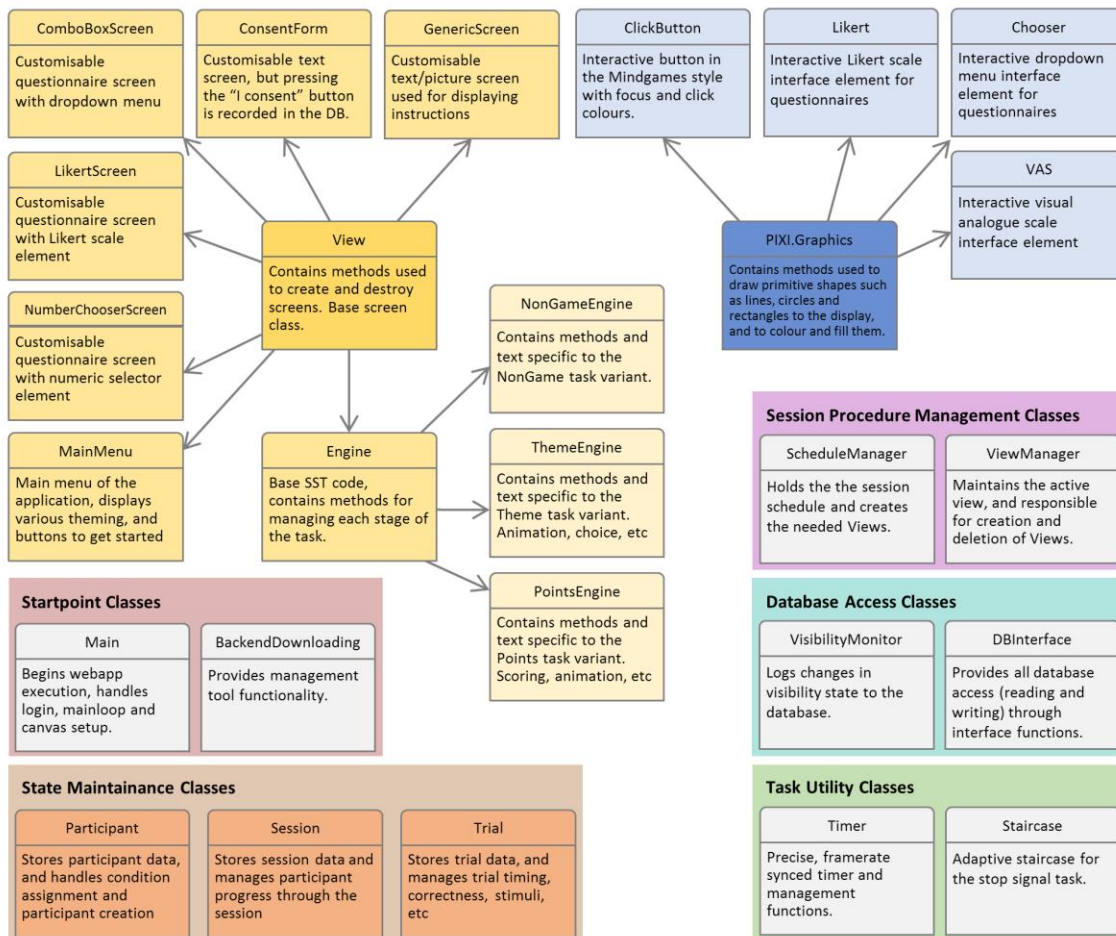 ComboBoxScreen
Customisable
questionnaire screen
with dropdown menu
ConsentForm
Customisable text
screen, but pressing
the “I consent” button
is recorded in the DB.
GenericScreen
Customisable
text/picture screen
used for displaying
instructions
ClickButton
Interactive button in
the Mindgames style
with focus and click
colours.
Likert
Interactive Likert scale
interface element for
questionnaires
Chooser
Interactive dropdown
menu interface
element for
questionnaires
LikertScreen
Customisable
questionnaire screen
with Likert scale
element
VAS
Interactive visual
analogue scale
interface element
View
Contains methods used
to create and destroy
screens. Base screen
class.
PIXI.Graphics
Contains methods used to
draw primitive shapes such
as lines, circles and
rectangles to the display,
and to colour and fill them.
NumberChooserScreen
Customisable
questionnaire screen
with numeric selector
element
NonGameEngine
Contains methods and
text specific to the
NonGame task variant.
MainMenu
Main menu of the
application, displays
various theming, and
buttons to get started
Engine
Base SST code,
contains methods for
managing each stage of
the task.
ThemeEngine
Contains methods and
text specific to the
Theme task variant.
Animation, choice, etc
PointsEngine
Contains methods and
text specific to the
Points task variant.
Scoring, animation, etc
Session Procedure Management Classes
ScheduleManager
Holds the the session
schedule and creates
the needed Views.
ViewManager
Maintains the active
view, and responsible
for creation and
deletion of Views.
Startpoint Classes
Main
Begins webapp
execution, handles
login, mainloop and
canvas setup.
BackendDownloading
Provides management
tool functionality.
Database Access Classes
VisibilityMonitor
Logs changes in
visibility state to the
database.
DBInterface
Provides all database
access (reading and
writing) through
interface functions.
State Maintainance Classes
Participant
Stores participant data,
and handles condition
assignment and
participant creation
Session
Stores session data and
manages participant
progress through the
session
Trial
Stores trial data, and
manages trial timing,
correctness, stimuli,
etc
Task Utility Classes
Timer
Precise, framerate
synced timer and
management
functions.
Staircase
Adaptive staircase for
the stop signal task.